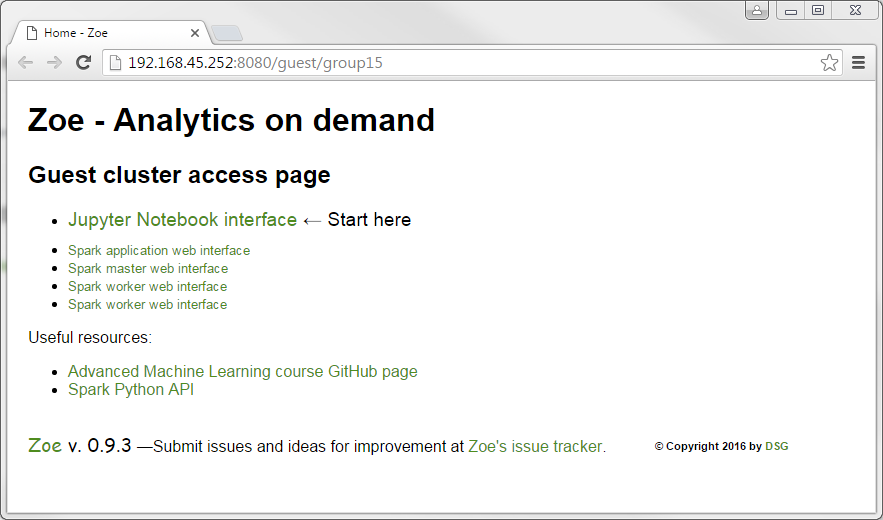 Home - Zoe
192.168.45.252:8080/guest/group15
Zoe - Analytics on demand
Guest cluster access page
Jupyter Notebook interface ← Start here
Spark application web interface
Spark master web interface
Spark worker web interface
Spark worker web interface
Useful resources:
Advanced Machine Learning course GitHub page
Spark Python API
Zoe v. 0.9.3 —Submit issues and ideas for improvement at Zoe's issue tracker. © Copyright 2016 by DSG